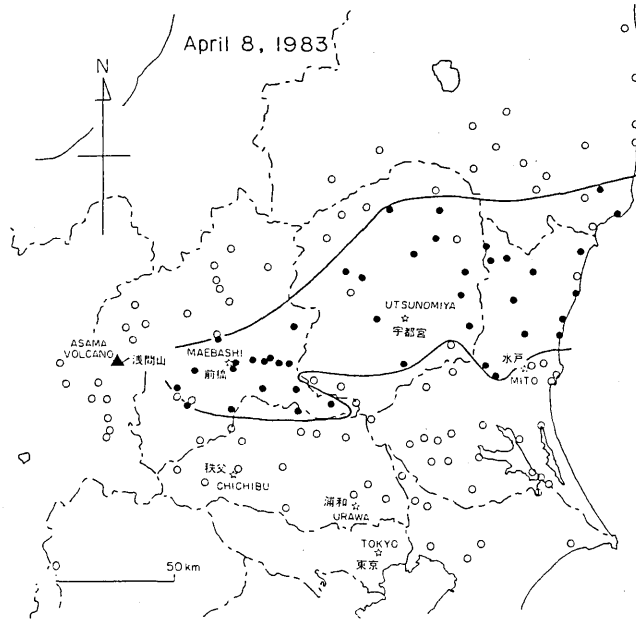 April 8, 1983
N
UTSUNOMIYA
宇都宮
ASAMA
VOLCANO
浅間山
MAEBASHI
前橋
水戸
MITO
秩父
CHICHIBU
浦和
URAWA
TOKYO
東京
0
50 km